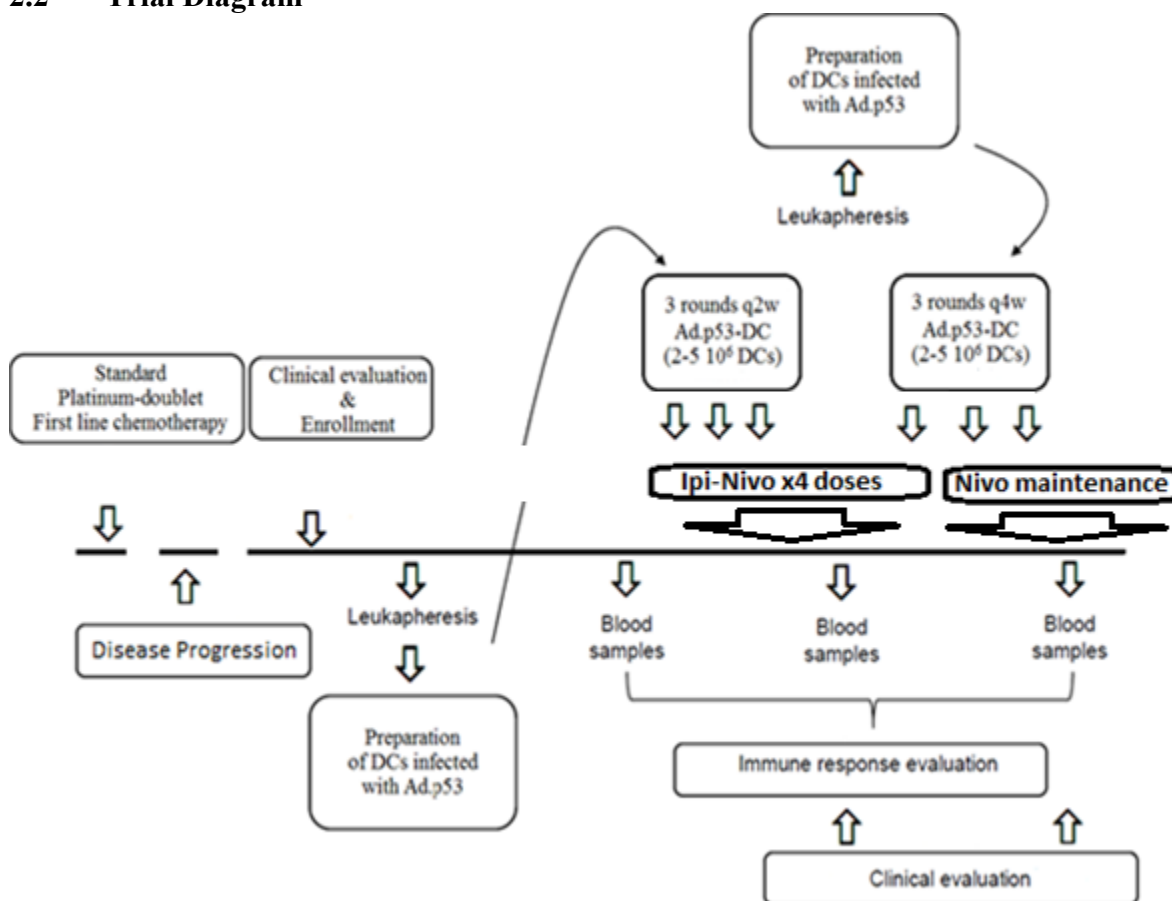 2.2 Trial Diagram
Preparation
of DCs infected
with Ad.p53
Leukapheresis
3 rounds q2w
Ad.p53-DC
(2-5 10⁶ DCs)
3 rounds q4w
Ad.p53-DC
(2-5 10⁶ DCs)
Standard
Platinum-doublet
First line chemotherapy
Clinical evaluation
&
Enrollment
Ipi-Nivo x4 doses
Nivo maintenance
Disease Progression
Leukapheresis
Preparation
of DCs infected
with Ad.p53
Blood
samples
Blood
samples
Blood
samples
Immune response evaluation
Clinical evaluation